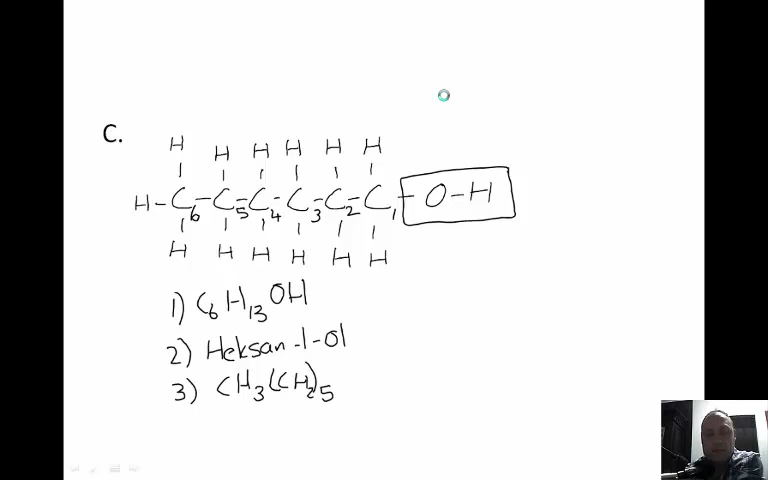 C.
H H H H H H
H-C6-C5-C4-C3-C2-C1-O-H
H H H H H H
1) C6H13OH
2) Heksan-1-ol
3) CH3(CH2)5